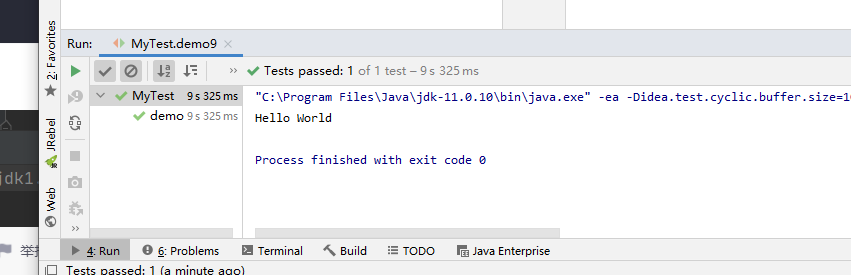 Run: MyTest.demo9
Tests passed: 1 of 1 test – 9 s 325 ms
MyTest 9 s 325 ms
demo 9 s 325 ms
"C:\Program Files\Java\jdk-11.0.10\bin\java.exe" -ea -Didea.test.cyclic.buffer.size=10
Hello World
Process finished with exit code 0
2: Favorites
JRebel
Web
jdk1.
举
4: Run
6: Problems
Terminal
Build
TODO
Java Enterprise
Tests passed: 1 (a minute ago)